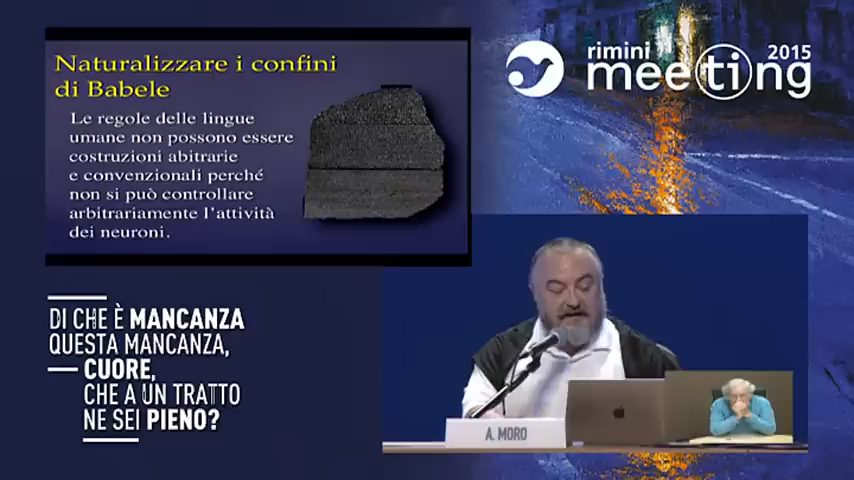 Naturalizzare i confini
di Babele
Le regole delle lingue
umane non possono essere
costruzioni abitrarie
e convenzionali perché
non si può controllare
arbitrariamente l'attività
dei neuroni.
rimini 2015
meeting
DI CHE È MANCANZA
QUESTA MANCANZA,
CUORE,
CHE A UN TRATTO
NE SEI PIENO?
A. MORO